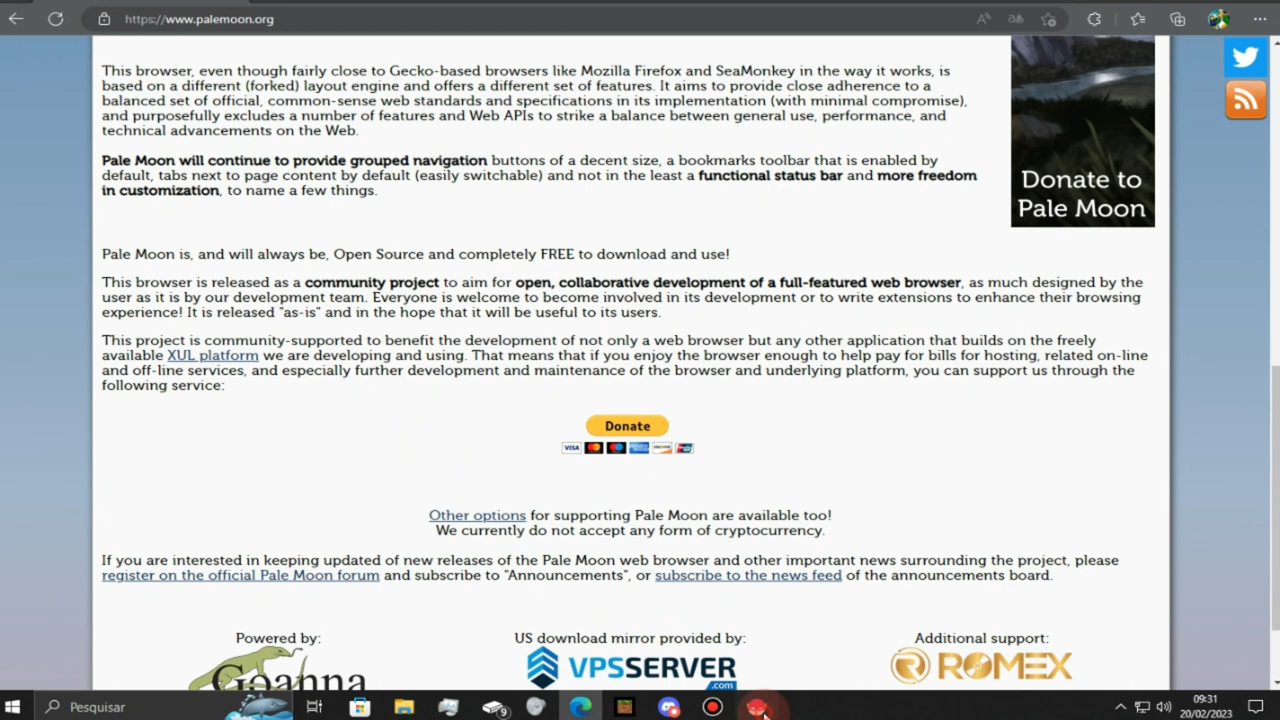 https://www.palemoon.org
This browser, even though fairly close to Gecko-based browsers like Mozilla Firefox and SeaMonkey in the way it works, is
based on a different (forked) layout engine and offers a different set of features. It aims to provide close adherence to a
balanced set of official, common-sense web standards and specifications in its implementation (with minimal compromise),
and purposefully excludes a number of features and Web APIs to strike a balance between general use, performance, and
technical advancements on the Web.
Pale Moon will continue to provide grouped navigation buttons of a decent size, a bookmarks toolbar that is enabled by
default, tabs next to page content by default (easily switchable) and not in the least a functional status bar and more freedom
in customization, to name a few things.
Donate to
Pale Moon
Pale Moon is, and will always be, Open Source and completely FREE to download and use!
This browser is released as a community project to aim for open, collaborative development of a full-featured web browser, as much designed by the
user as it is by our development team. Everyone is welcome to become involved in its development or to write extensions to enhance their browsing
experience! It is released "as-is" and in the hope that it will be useful to its users.
This project is community-supported to benefit the development of not only a web browser but any other application that builds on the freely
available XUL platform we are developing and using. That means that if you enjoy the browser enough to help pay for bills for hosting, related on-line
and off-line services, and especially further development and maintenance of the browser and underlying platform, you can support us through the
following service:
Donate
VISA
Other options for supporting Pale Moon are available too!
We currently do not accept any form of cryptocurrency.
If you are interested in keeping updated of new releases of the Pale Moon web browser and other important news surrounding the project, please
register on the official Pale Moon forum and subscribe to "Announcements", or subscribe to the news feed of the announcements board.
Powered by:
Goanna
US download mirror provided by:
VPSSERVER
.com
Additional support:
ROMEX
Pesquisar
9
09:31
20/02/2023